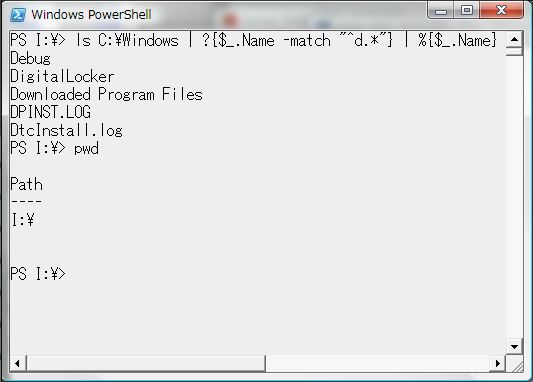 Windows PowerShell
PS I:¥> ls C:¥Windows | ?{$_.Name -match "^d.*"} | %{$_.Name}
Debug
DigitalLocker
Downloaded Program Files
DPINST.LOG
DtcInstall.log
PS I:¥> pwd
Path
----
I:¥
PS I:¥>